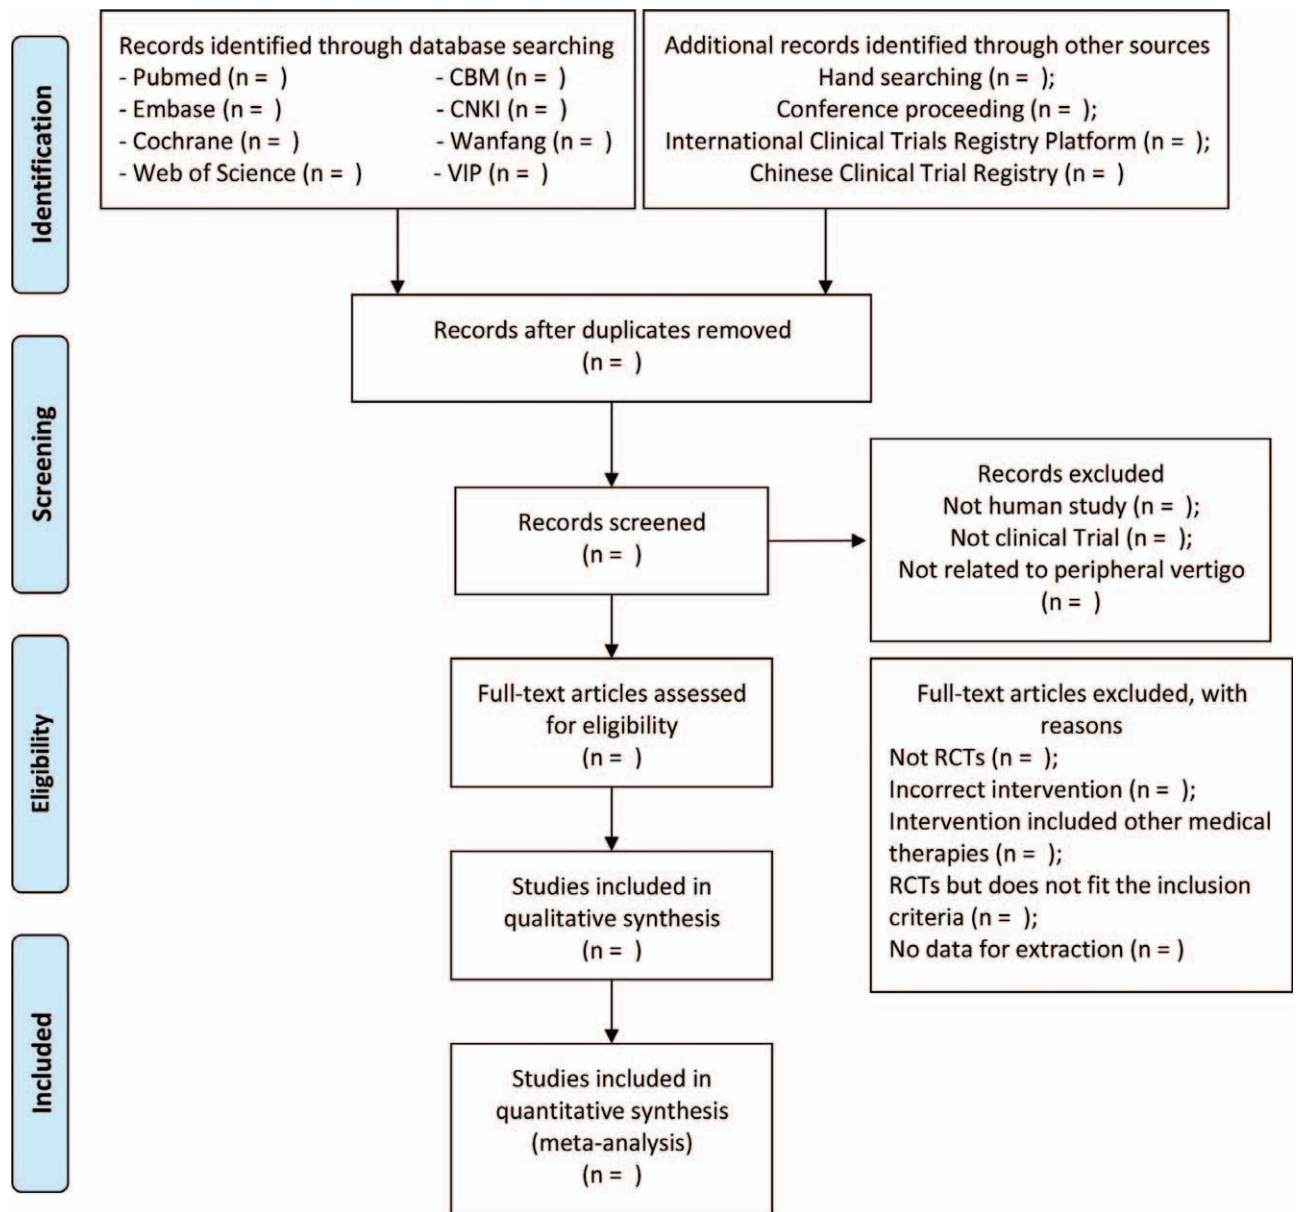 Identification
Records identified through database searching
- Pubmed (n =  )
- CBM (n =  )
- Embase (n =  )
- CNKI (n =  )
- Cochrane (n =  )
- Wanfang (n =  )
- Web of Science (n =  )
- VIP (n =  )
Additional records identified through other sources
Hand searching (n =  );
Conference proceeding (n =  );
International Clinical Trials Registry Platform (n =  );
Chinese Clinical Trial Registry (n =  )
Records after duplicates removed
(n =  )
Screening
Records screened
(n =  )
Records excluded
Not human study (n =  );
Not clinical Trial (n =  );
Not related to peripheral vertigo
(n =  )
Eligibility
Full-text articles assessed
for eligibility
(n =  )
Full-text articles excluded, with
reasons
Not RCTs (n =  );
Incorrect intervention (n =  );
Intervention included other medical
therapies (n =  );
RCTs but does not fit the inclusion
criteria (n =  );
No data for extraction (n = )
Studies included in
qualitative synthesis
(n =  )
Included
Studies included in
quantitative synthesis
(meta-analysis)
(n =  )